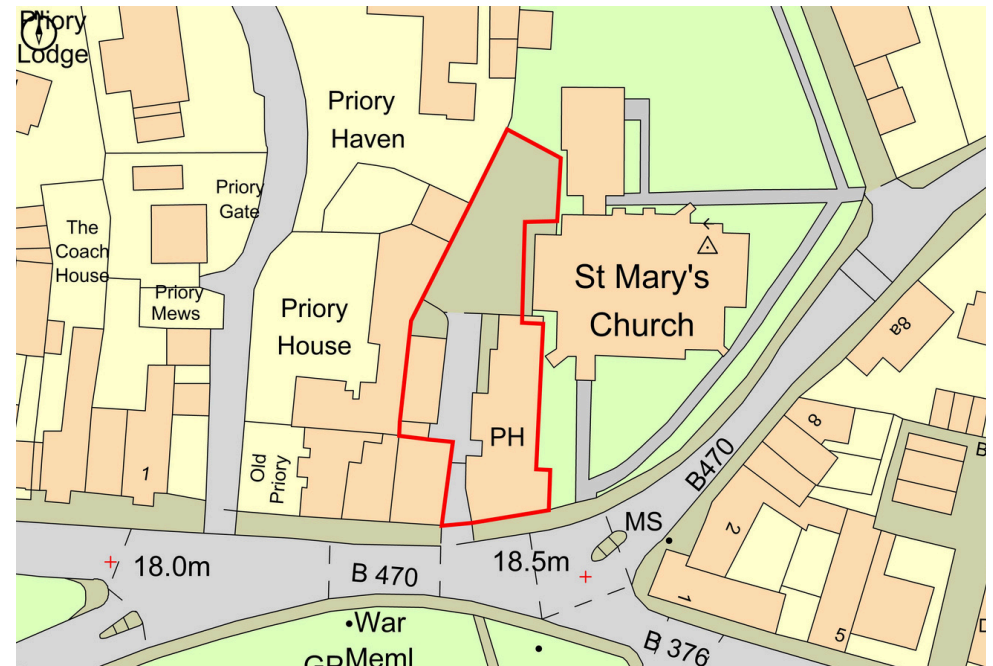 Priory
Lodge
Priory
Haven
Priory
Gate
The
Coach
House
Priory
Mews
Priory
House
St Mary's
Church
8a
PH
Old
Priory
1
8
B470
MS
2
18.0m
B 470
18.5m
1
5
War
Meml
B 376